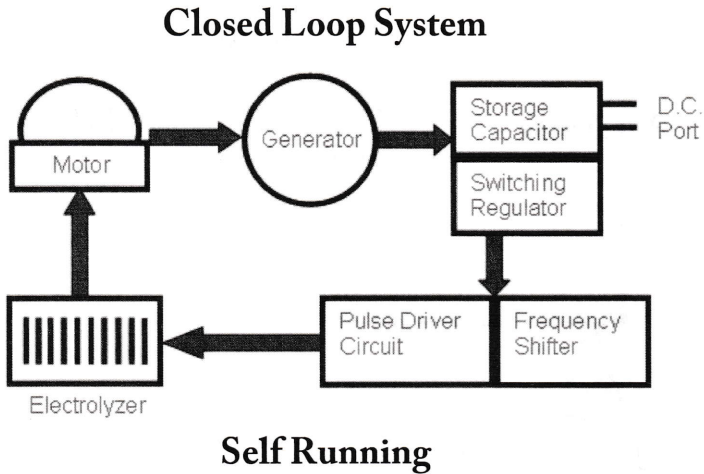 Closed Loop System
Motor
Generator
Storage
Capacitor
D.C.
Port
Switching
Regulator
Pulse Driver
Circuit
Frequency
Shifter
Electrolyzer
Self Running